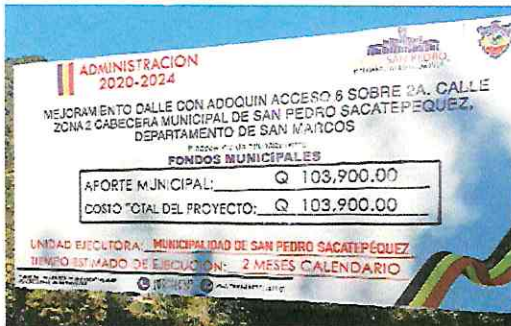 ADMINISTRACION
2020-2024
SAN PEDRO
MEJORAMIENTO CALLE CON ADOQUIN ACCESO 6 SOBRE 2A. CALLE
ZONA 2 CABECERA MUNICIPAL DE SAN PEDRO SACATEPEQUEZ,
DEPARTAMENTO DE SAN MARCOS
FONDOS MUNICIPALES
APORTE MUNICIPAL: Q 103,900.00
COSTO TOTAL DEL PROYECTO: Q 103,900.00
UNIDAD EJECUTORA: MUNICIPALIDAD DE SAN PEDRO SACATEPÉQUEZ
TIEMPO ESTIMADO DE EJECUCION: 2 MESES CALENDARIO